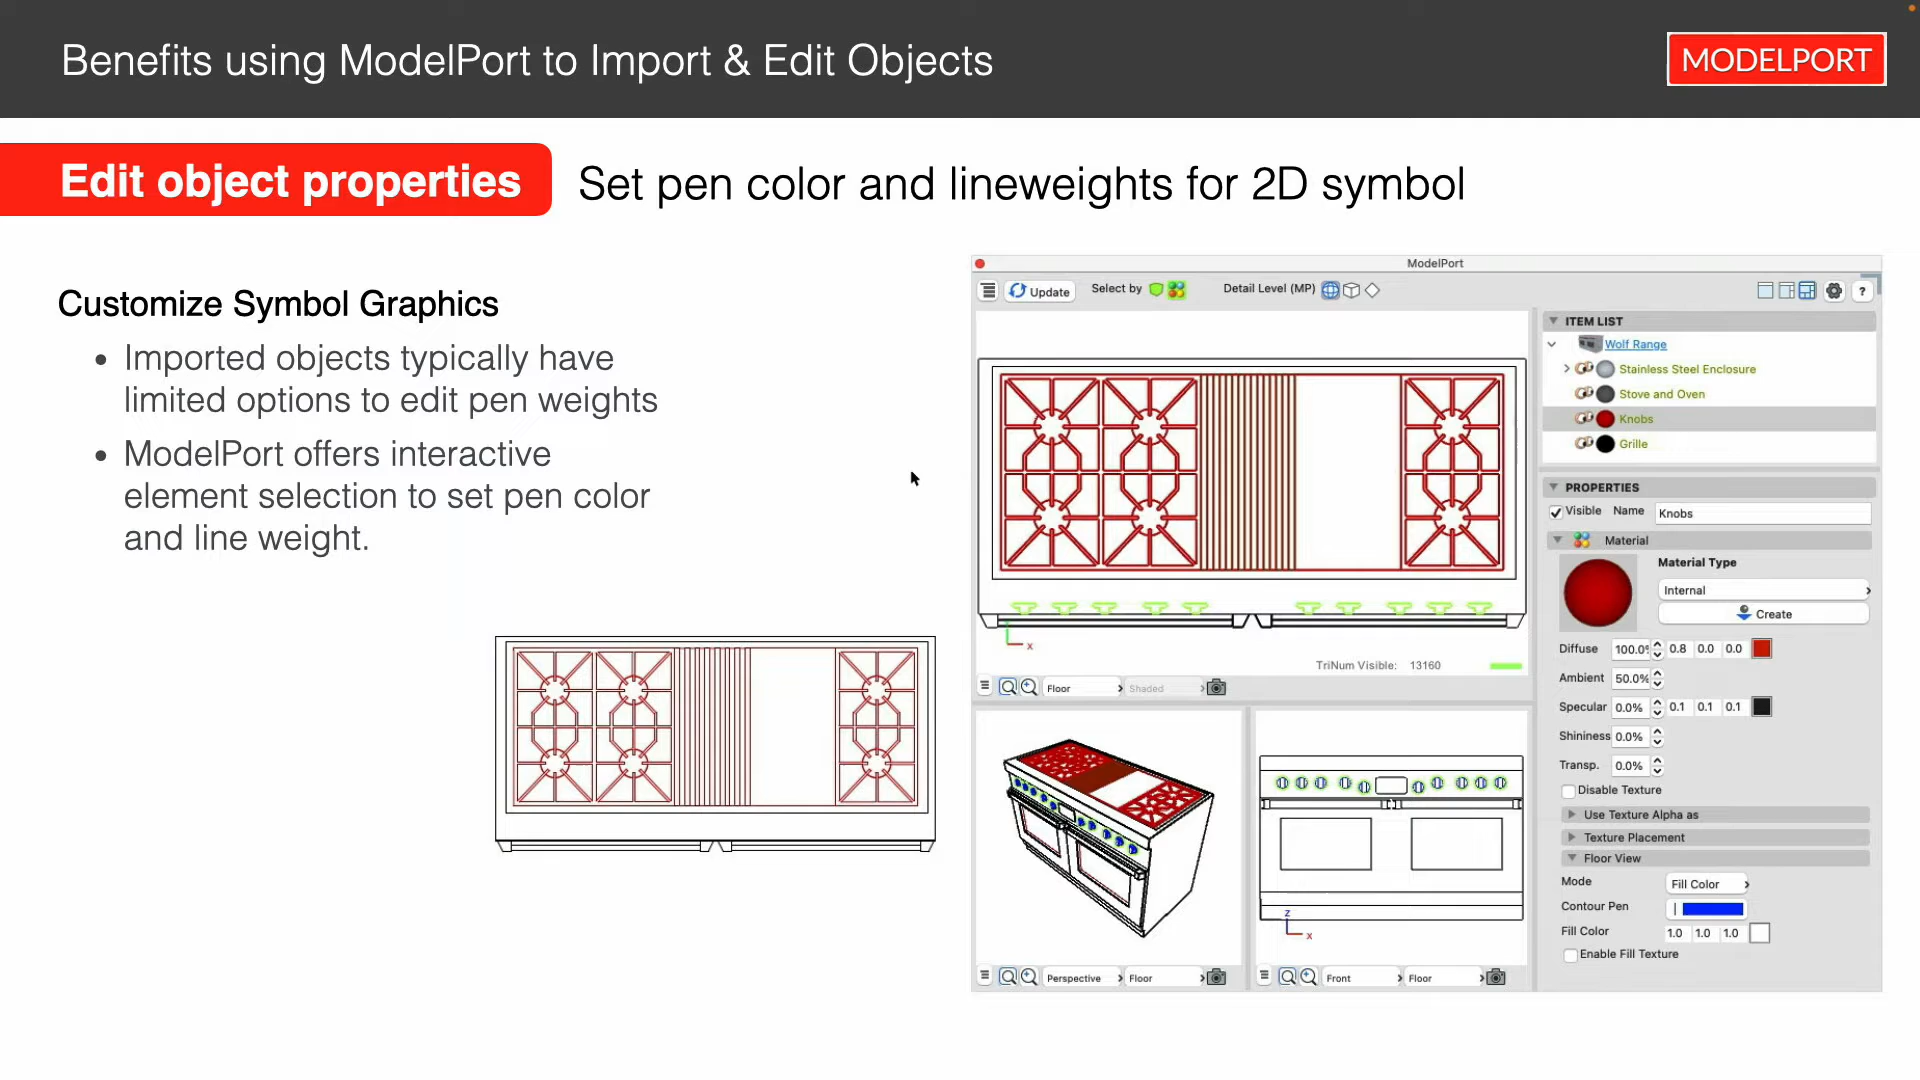 Benefits using ModelPort to Import & Edit Objects
MODELPORT
Edit object properties
Set pen color and lineweights for 2D symbol
Customize Symbol Graphics
• Imported objects typically have
limited options to edit pen weights
• ModelPort offers interactive
element selection to set pen color
and line weight.
ModelPort
Update
Select by
Detail Level (MP)
?
ITEM LIST
Wolf Range
Stainless Steel Enclosure
Stove and Oven
Knobs
Grille
PROPERTIES
Visible Name Knobs
Material
Material Type
Internal
Create
Diffuse 100.0% 0.8 0.0 0.0
Ambient 50.0%
Specular 0.0% 0.1 0.1 0.1
Shininess 0.0%
Transp. 0.0%
Disable Texture
Use Texture Alpha as
Texture Placement
Floor View
Mode Fill Color
Contour Pen
Fill Color 1.0 1.0 1.0
Enable Fill Texture
x
TriNum Visible: 13160
Floor Shaded
z
x
Perspective Floor
Front Floor